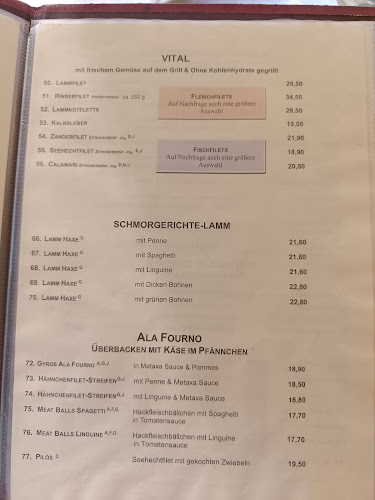 VITAL
mit frischem Gemüse auf dem Grill & Ohne Kohlenhydrate gegrillt
50. LAMMFILET 29,50
51. RINDERFILET ca. 250 g 34,50
52. LAMMKOTELETTS 28,50
FLEISCHFILETS
Auf Nachfrage auch eine größere
Auswahl
53. KALBSLEBER 19,50
54. ZANDERFILET D,J 21,90
55. SEEHECHTFILET D,J 18,90
56. CALAMARI 20,80
FISCHFILETS
Auf Nachfrage auch eine größere
Auswahl
SCHMORGERICHTE-LAMM
66. LAMM HAXE G mit Penne 21,60
67. LAMM HAXE G mit Spaghetti 21,60
68. LAMM HAXE G mit Linguine 21,60
69. LAMM HAXE G mit Dicken Bohnen 22,80
70. LAMM HAXE G mit grünen Bohnen 22,80
ALA FOURNO
ÜBERBACKEN MIT KÄSE IM PFÄNNCHEN
72. GYROS ALA FOURNO A,G,J in Metaxa Sauce & Pommes 18,90
73. HÄHNCHENFILET-STREIFEN G,J mit Penne & Metaxa Sauce 18,50
74. HÄHNCHENFILET-STREIFEN G,J mit Linguine & Metaxa Sauce 18,80
75. MEAT BALLS SPAGETTI A,F,G Hackfleischbällchen mit Spaghetti 17,70
in Tomatensauce
76. MEAT BALLS LINGUINE A,F,G Hackfleischbällchen mit Linguine 17,70
in Tomatensauce
77. PILOS D Seehechtfilet mit gekochten Zwiebeln 19,50